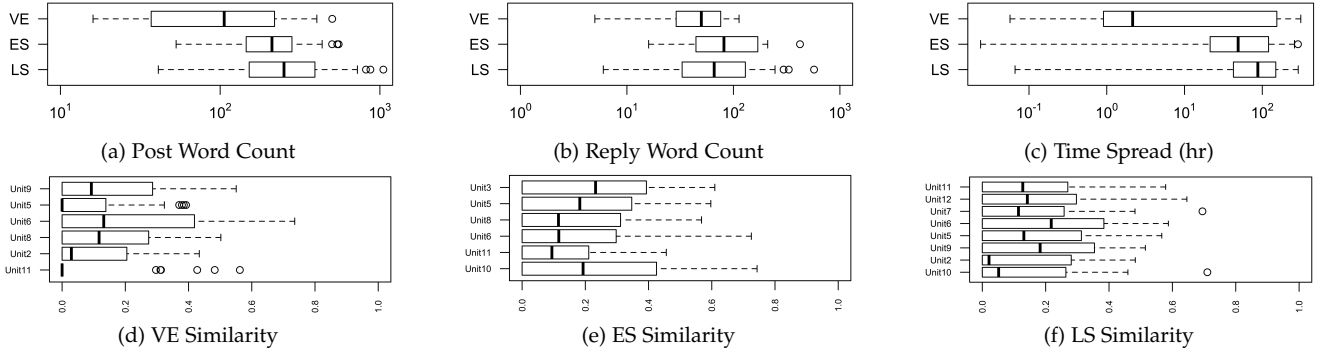 VE
ES
LS
10^1 10^2 10^3
(a) Post Word Count
VE
ES
LS
10^0 10^1 10^2 10^3
(b) Reply Word Count
VE
ES
LS
10^-1 10^0 10^1 10^2
(c) Time Spread (hr)
Unit9
Unit5
Unit6
Unit8
Unit2
Unit11
0.0 0.2 0.4 0.6 0.8 1.0
(d) VE Similarity
Unit3
Unit5
Unit8
Unit6
Unit11
Unit10
0.0 0.2 0.4 0.6 0.8 1.0
(e) ES Similarity
Unit11
Unit12
Unit7
Unit6
Unit5
Unit9
Unit2
Unit10
0.0 0.2 0.4 0.6 0.8 1.0
(f) LS Similarity